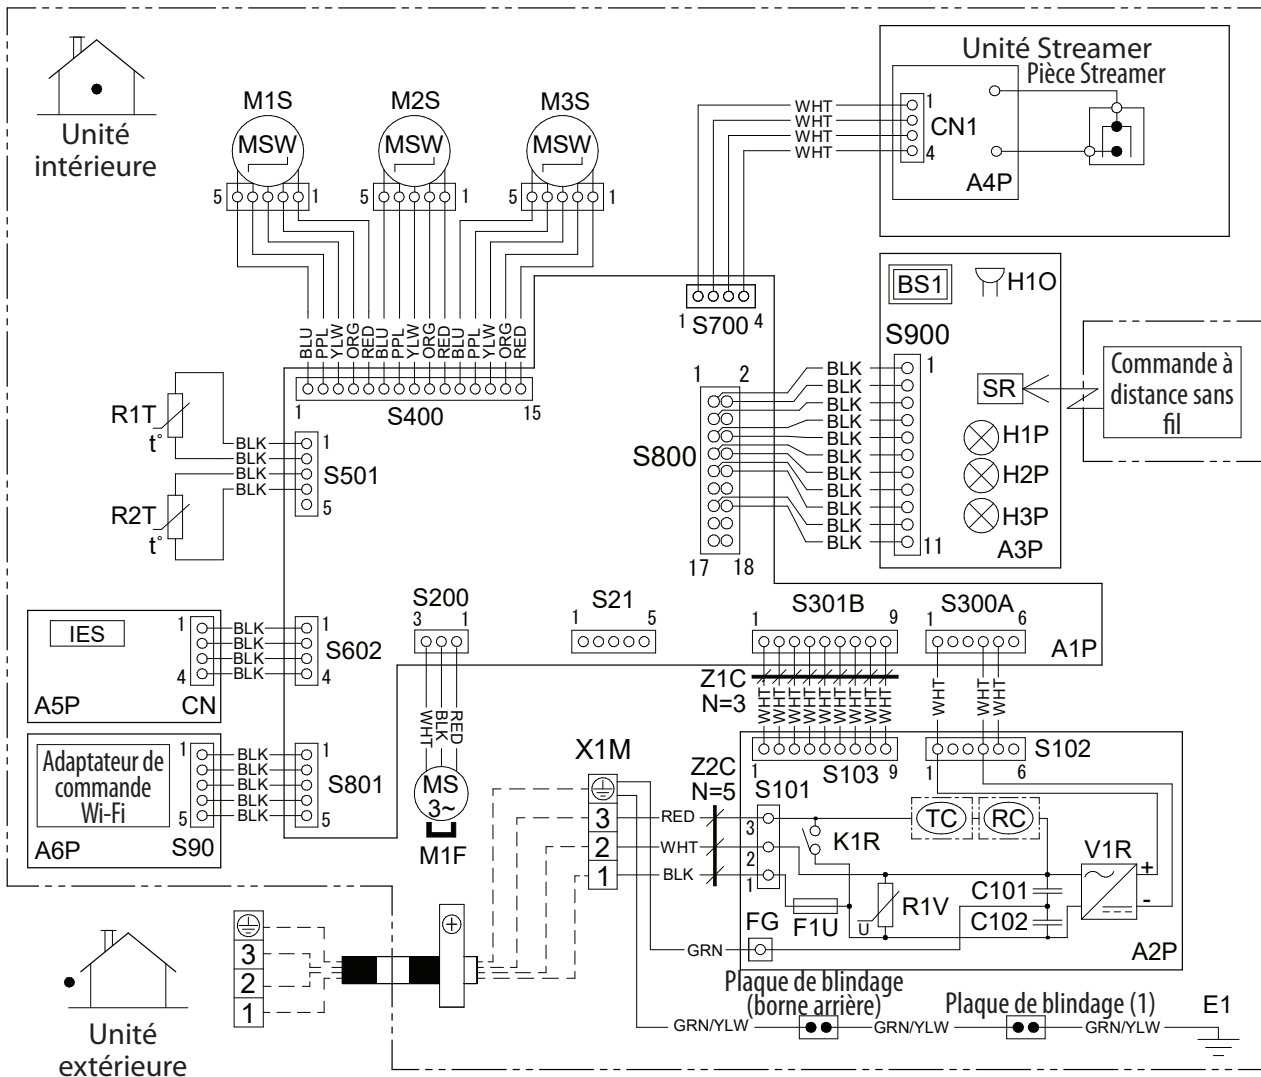 Unité
intérieure
M1S
M2S
M3S
MSW
MSW
MSW
5 1
5 1
5 1
BLU
PPL
YLW
ORG
RED
BLU
PPL
YLW
ORG
RED
BLU
PPL
YLW
ORG
RED
1 15
S400
Unité Streamer
Pièce Streamer
WHT
WHT
WHT
WHT
1
CN1
4
A4P
1 S700 4
BS1
H1O
S900
1
SR
H1P
H2P
H3P
11
A3P
Commande à
distance sans
fil
1 2
S800
17 18
BLK
BLK
BLK
BLK
BLK
BLK
BLK
BLK
BLK
BLK
BLK
R1T
t°
R2T
t°
BLK
BLK
BLK
BLK
1
S501
5
IES
A5P
CN
1
4
BLK
BLK
BLK
BLK
1
S602
4
Adaptateur de
commande
Wi-Fi
A6P
S90
1
5
BLK
BLK
BLK
BLK
BLK
1
S801
5
S200
3 1
WHT
BLK
RED
MS
3~
M1F
S21
1 5
S301B
1 9
S300A
1 6
A1P
Z1C
N=3
WHT
WHT
WHT
WHT
WHT
WHT
WHT
WHT
WHT
WHT
WHT
WHT
1 S103 9
1 6
S102
X1M
3
2
1
Z2C
N=5
RED
WHT
BLK
S101
3
2
1
K1R
TC
RC
V1R
+
-
C101
C102
R1V
U
F1U
FG
GRN
A2P
Plaque de blindage
(borne arrière)
Plaque de blindage (1)
E1
GRN/YLW
GRN/YLW
GRN/YLW
3
2
1
Unité
extérieure